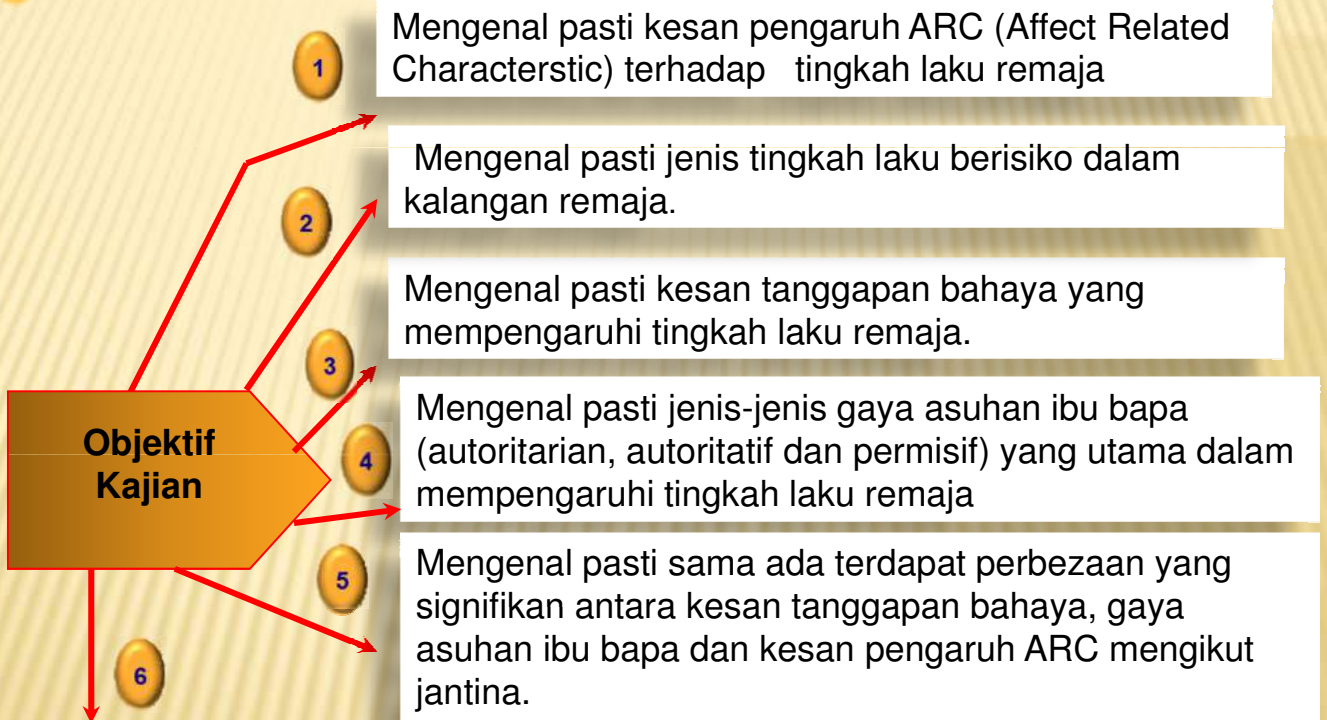 1
Mengenal pasti kesan pengaruh ARC (Affect Related
Characterstic) terhadap tingkah laku remaja
2
Mengenal pasti jenis tingkah laku berisiko dalam
kalangan remaja.
3
Mengenal pasti kesan tanggapan bahaya yang
mempengaruhi tingkah laku remaja.
Objektif
Kajian
4
Mengenal pasti jenis-jenis gaya asuhan ibu bapa
(autoritarian, autoritatif dan permisif) yang utama dalam
mempengaruhi tingkah laku remaja
5
Mengenal pasti sama ada terdapat perbezaan yang
signifikan antara kesan tanggapan bahaya, gaya
asuhan ibu bapa dan kesan pengaruh ARC mengikut
jantina.
6